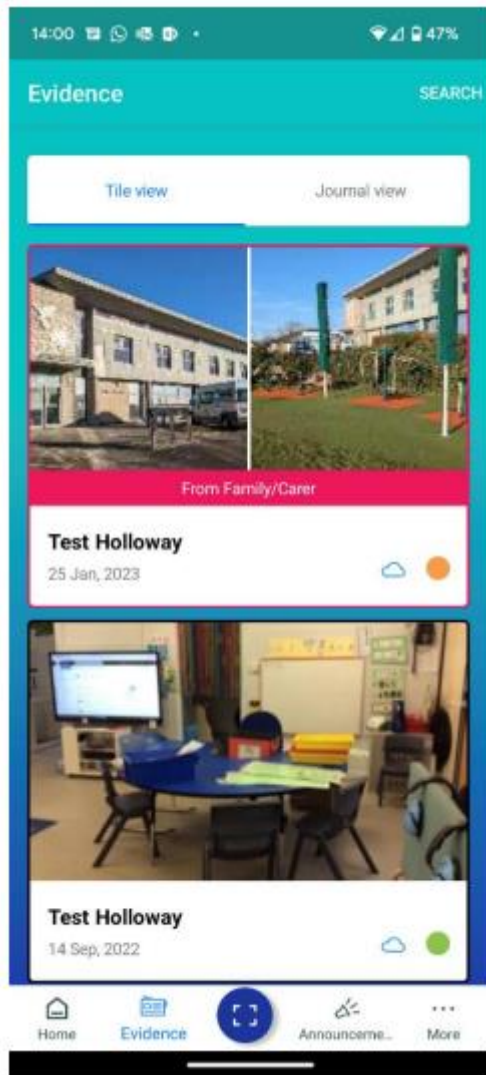 14:00 47%
Evidence SEARCH
Tile view Journal view
From Family/Carer
Test Holloway
25 Jan, 2023
Test Holloway
14 Sep, 2022
Home Evidence Announceme... More